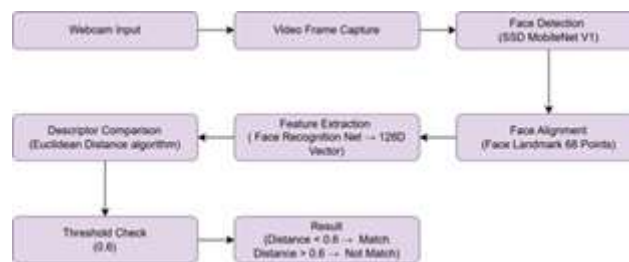 Webcam Input
Video Frame Capture
Face Detection
(SSD MobileNet V1)
Face Alignment
(Face Landmark 68 Points)
Feature Extraction
( Face Recognition Net → 128D
Vector)
Descriptor Comparison
(Euclidean Distance algorithm)
Threshold Check
(0.6)
Result
(Distance < 0.6 → Match
Distance > 0.6 → Not Match)